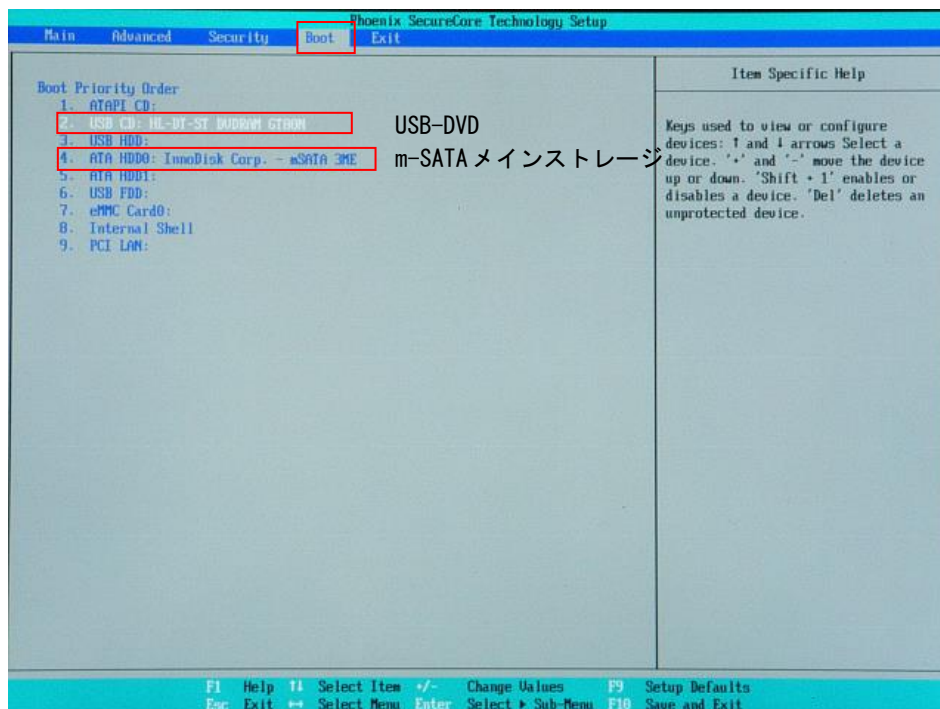 Phoenix SecureCore Technology Setup
Main Advanced Security Boot Exit
Item Specific Help
Boot Priority Order
1. ATAPI CD:
2. USB CD: HL-DT-ST DVDRAM GT80N
USB-DVD
3. USB HDD:
4. ATA HDD0: InnoDisk Corp. - mSATA 3ME
m-SATAメインストレージ
5. ATA HDD1:
6. USB FDD:
7. eMMC Card0:
8. Internal Shell
9. PCI LAN:
Keys used to view or configure
devices: ↑ and ↓ arrows Select a
device. '+' and '-' move the device
up or down. 'Shift + 1' enables or
disables a device. 'Del' deletes an
unprotected device.
F1 Help ↑↓ Select Item +/- Change Values F9 Setup Defaults
Esc Exit ↔ Select Menu Enter Select ▸ Sub-Menu F10 Save and Exit